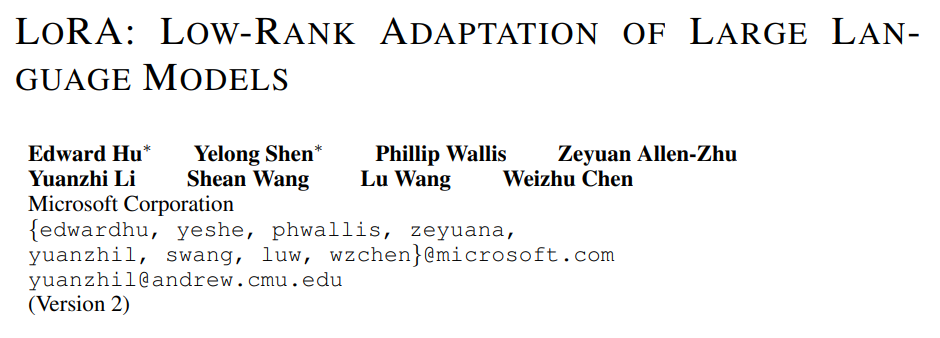 LORA: LOW-RANK ADAPTATION OF LARGE LAN-
GUAGE MODELS
Edward Hu* Yelong Shen* Phillip Wallis Zeyuan Allen-Zhu
Yuanzhi Li Shean Wang Lu Wang Weizhu Chen
Microsoft Corporation
{edwardhu, yeshe, phwallis, zeyuana,
yuanzhil, swang, luw, wzchen}@microsoft.com
yuanzhil@andrew.cmu.edu
(Version 2)